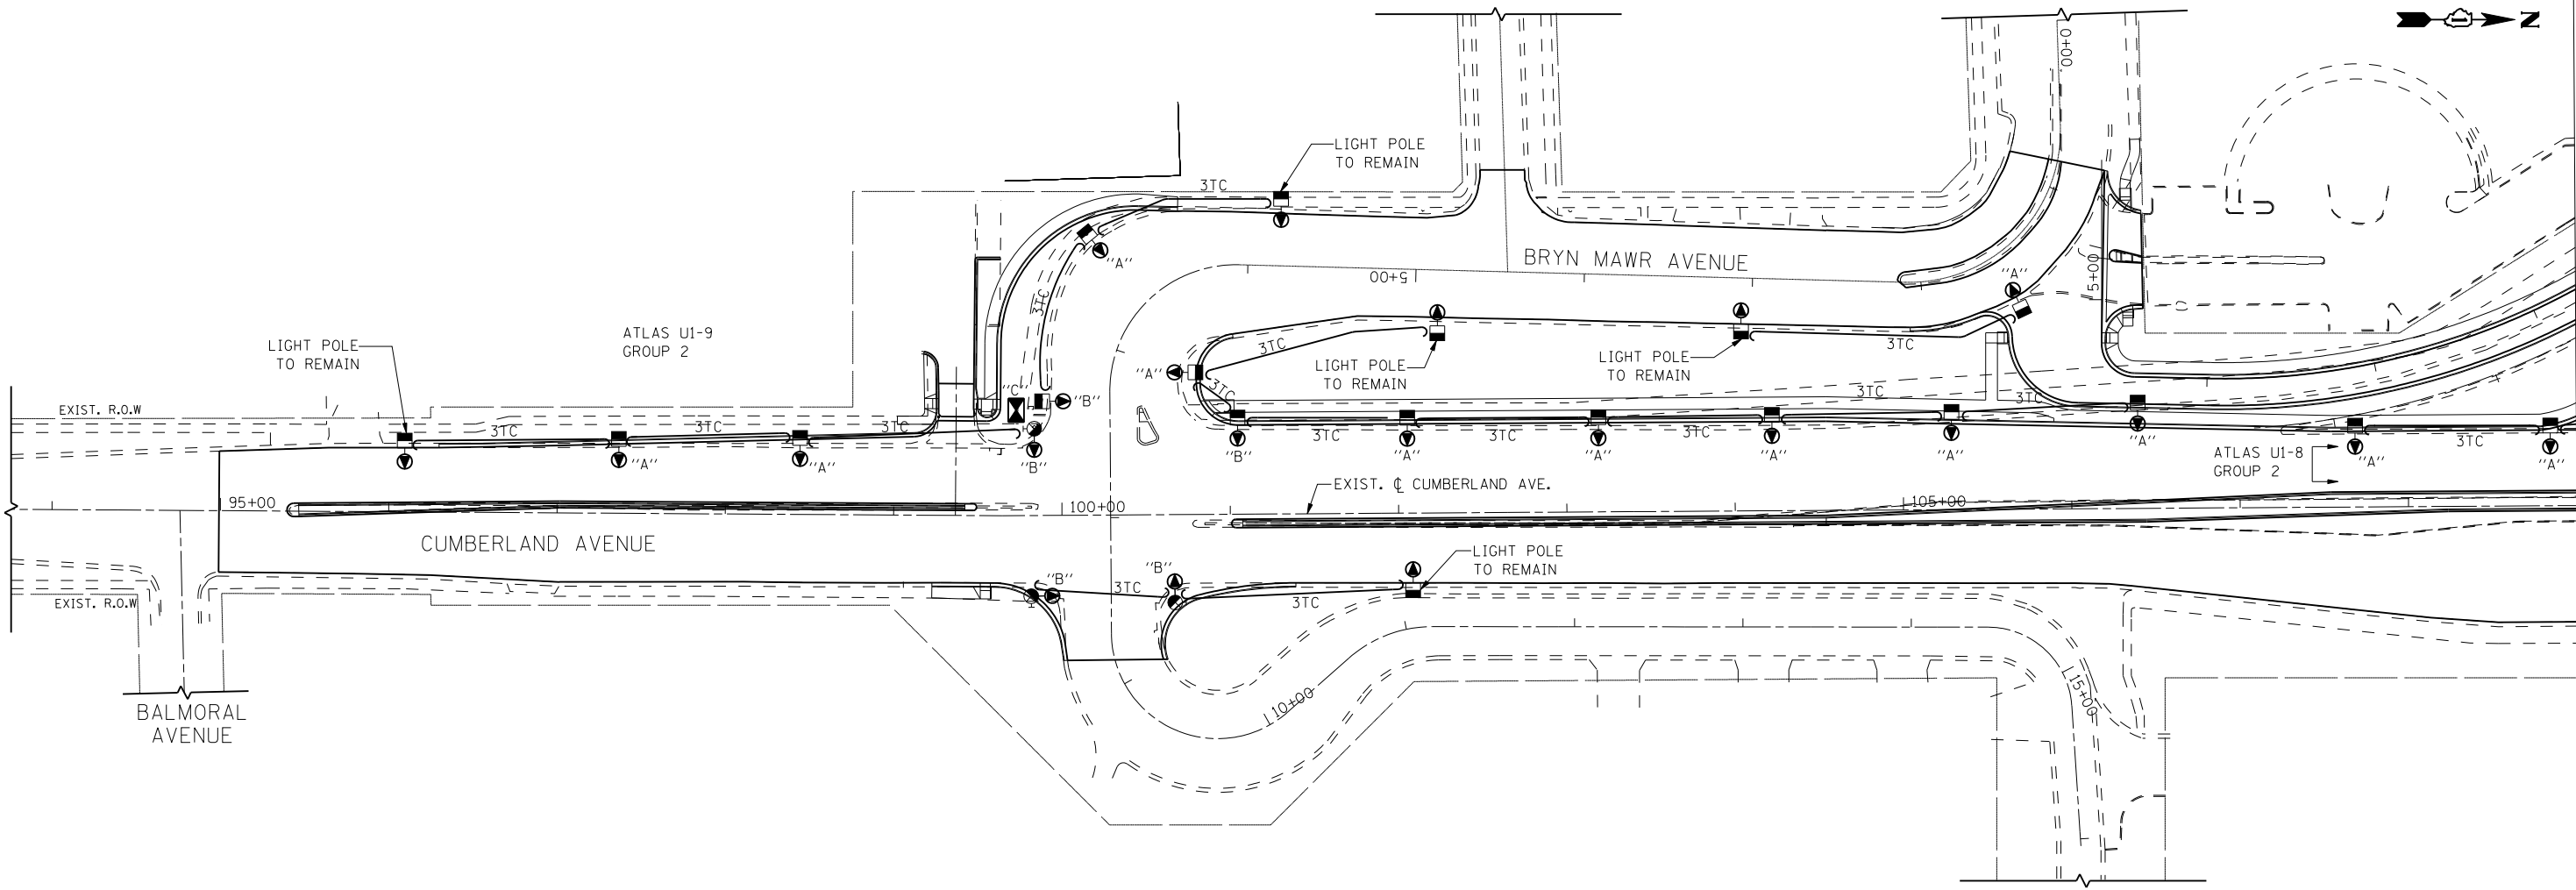 N
0+00
LIGHT POLE
TO REMAIN
3TC
"A"
BRYN MAWR AVENUE
5+00
"A"
5+00
3TC
ATLAS U1-9
GROUP 2
LIGHT POLE
TO REMAIN
3TC
LIGHT POLE
TO REMAIN
LIGHT POLE
TO REMAIN
3TC
"A"
3TC
3TC
3TC
"C"
"B"
EXIST. R.O.W
3TC
3TC
3TC
3TC
3TC
3TC
3TC
"A"
"A"
"B"
"B"
"A"
"A"
"A"
"A"
"A"
ATLAS U1-8
GROUP 2
"A"
"A"
EXIST. ℄ CUMBERLAND AVE.
95+00
100+00
105+00
CUMBERLAND AVENUE
LIGHT POLE
TO REMAIN
"B"
"B"
3TC
3TC
EXIST. R.O.W
110+00
15+00
BALMORAL
AVENUE